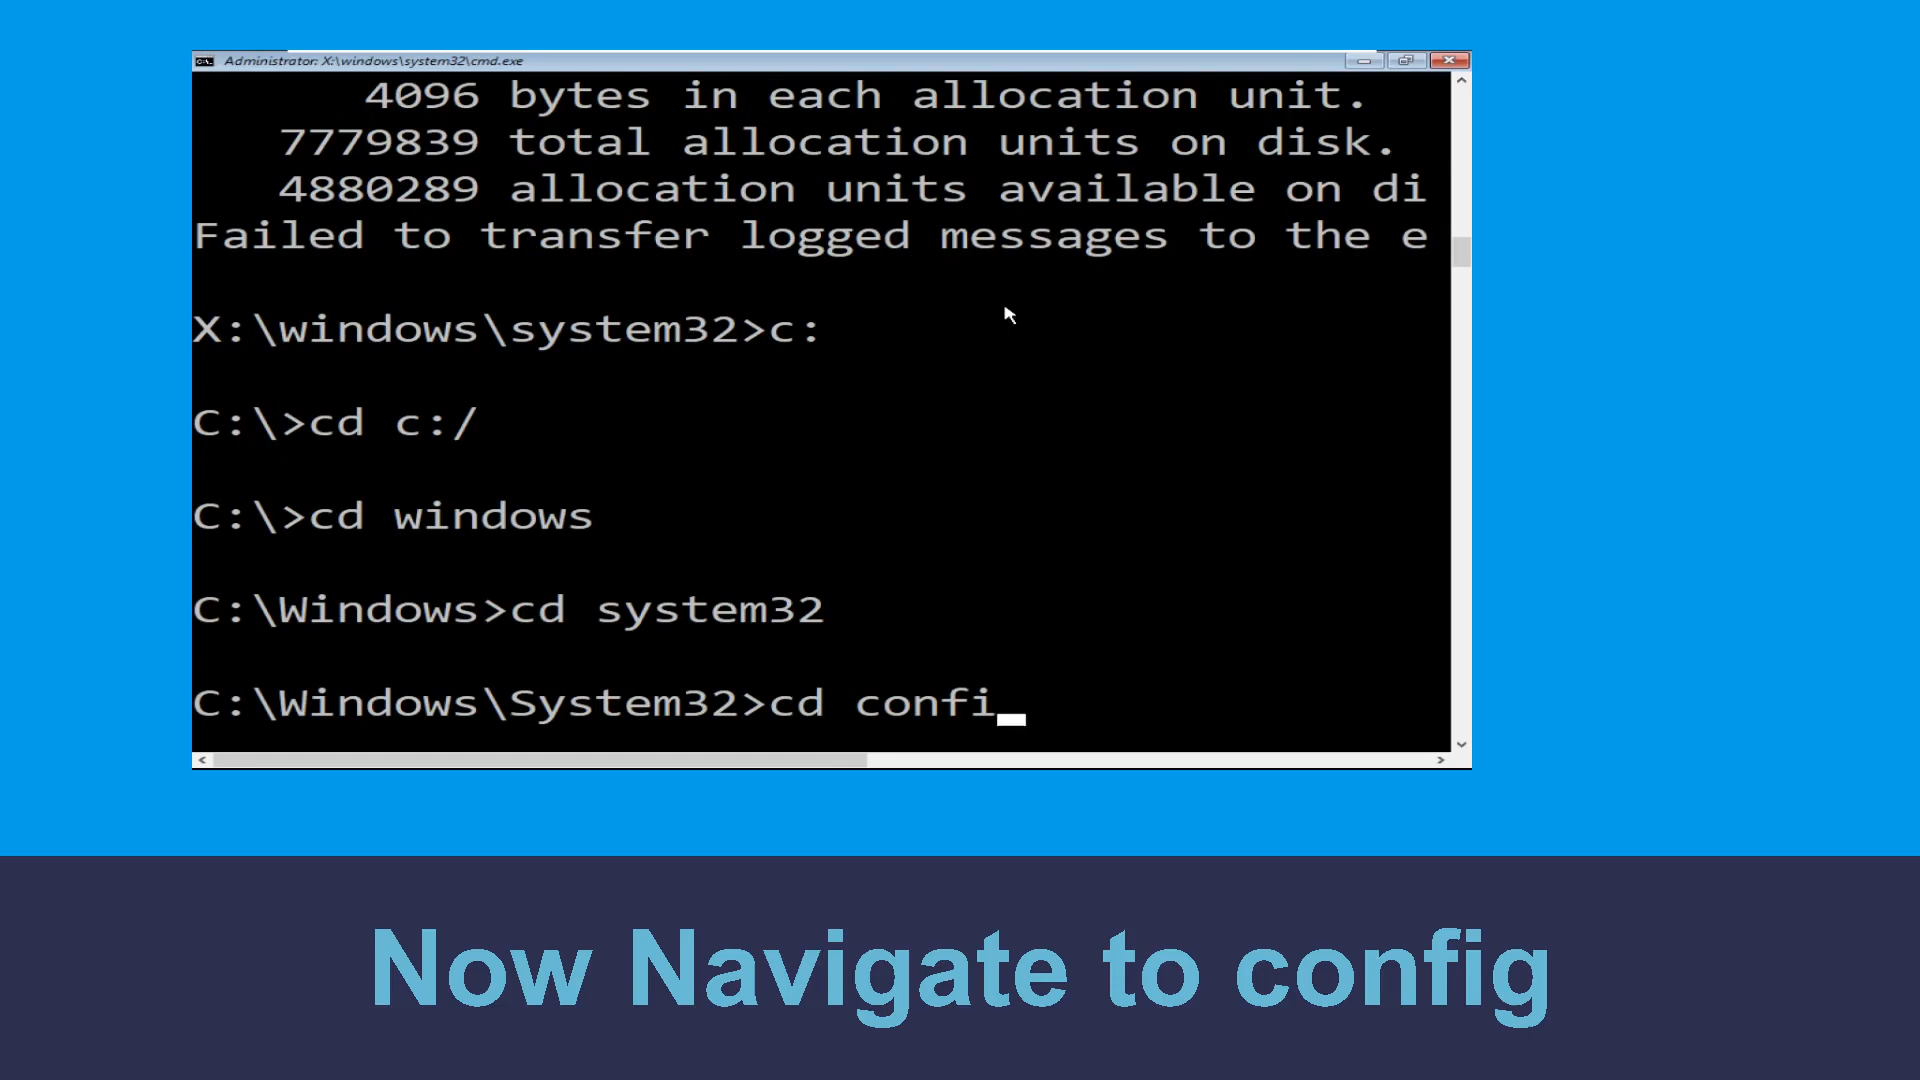 Administrator: X:\windows\system32\cmd.exe
4096 bytes in each allocation unit.
7779839 total allocation units on disk.
4880289 allocation units available on di
Failed to transfer logged messages to the e
X:\windows\system32>c:
C:\>cd c:/
C:\>cd windows
C:\Windows>cd system32
C:\Windows\System32>cd confi
Now Navigate to config